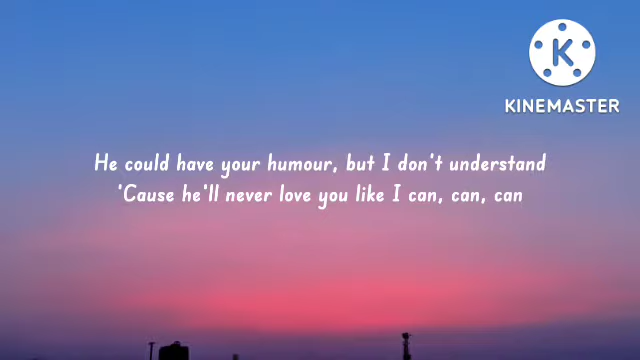 KINEMASTER
He could have your humour, but I don't understand
'Cause he'll never love you like I can, can, can